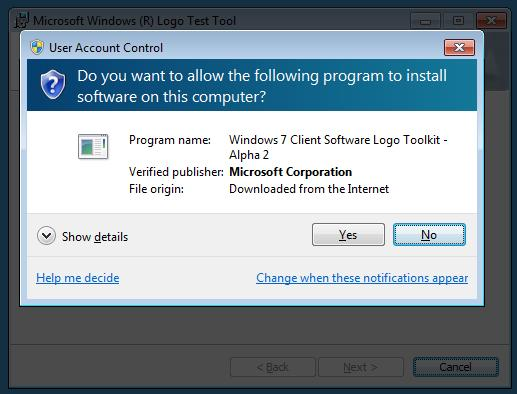 Microsoft Windows (R) Logo Test Tool
User Account Control
Do you want to allow the following program to install
software on this computer?
Program name: Windows 7 Client Software Logo Toolkit -
Alpha 2
Verified publisher: Microsoft Corporation
File origin: Downloaded from the Internet
Show details
Yes
No
Help me decide
Change when these notifications appear
< Back
Next >
Cancel